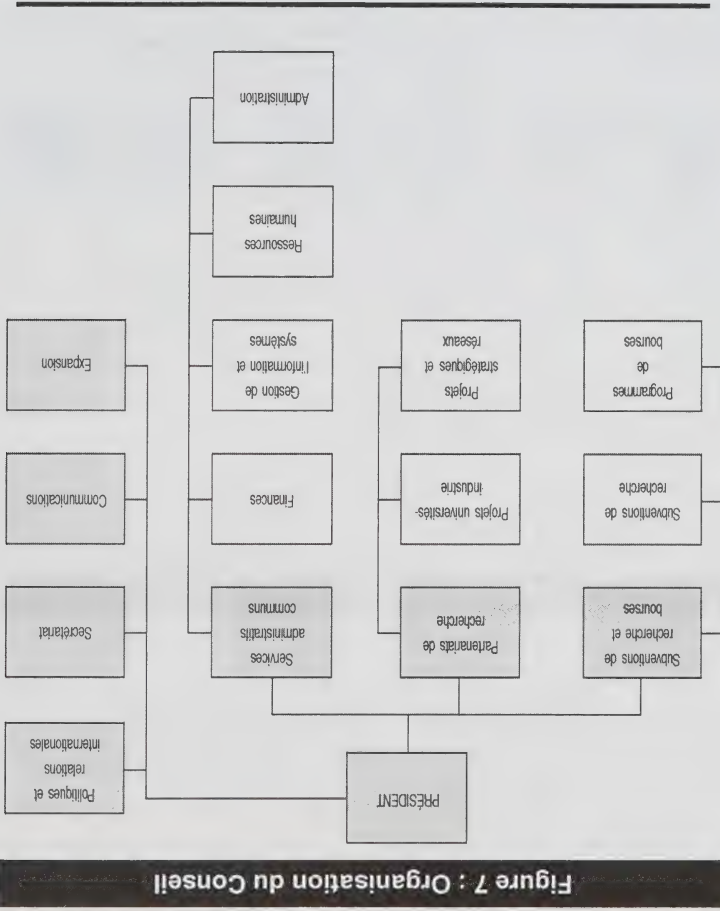 Figure 7 : Organisation du Conseil
PRÉSIDENT
Politiques et
relations
internationales
Secrétariat
Communications
Expansion
Subventions de
recherche et
bourses
Subventions de
recherche
Programmes
de
bourses
Partenariats de
recherche
Projets universités-
industrie
Projets
stratégiques et
réseaux
Services
administratifs
communs
Finances
Gestion de
l'information et
systèmes
Ressources
humaines
Administration